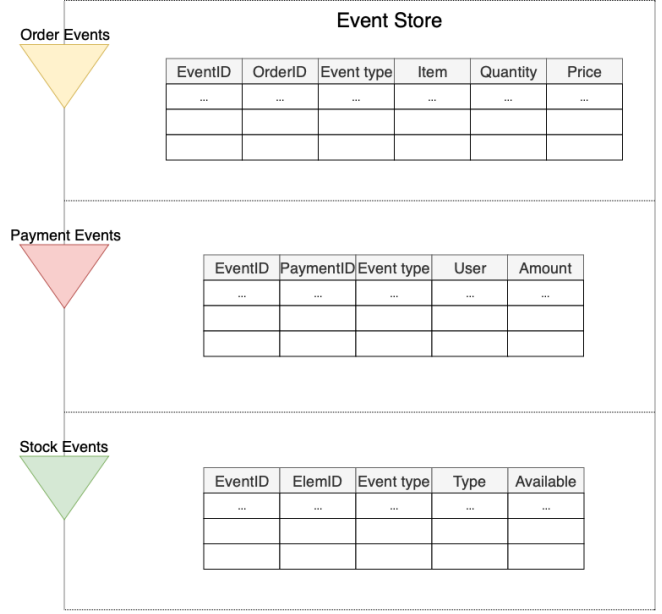 Event Store
Order Events
EventID OrderID Event type Item Quantity Price
... ... ... ... ... ...
Payment Events
EventID PaymentID Event type User Amount
... ... ... ... ...
Stock Events
EventID ElemID Event type Type Available
... ... ... ... ...